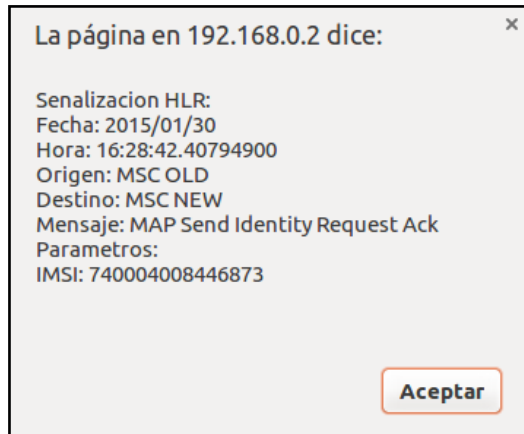 La página en 192.168.0.2 dice:
×
Senalizacion HLR:
Fecha: 2015/01/30
Hora: 16:28:42.40794900
Origen: MSC OLD
Destino: MSC NEW
Mensaje: MAP Send Identity Request Ack
Parametros:
IMSI: 740004008446873
Aceptar